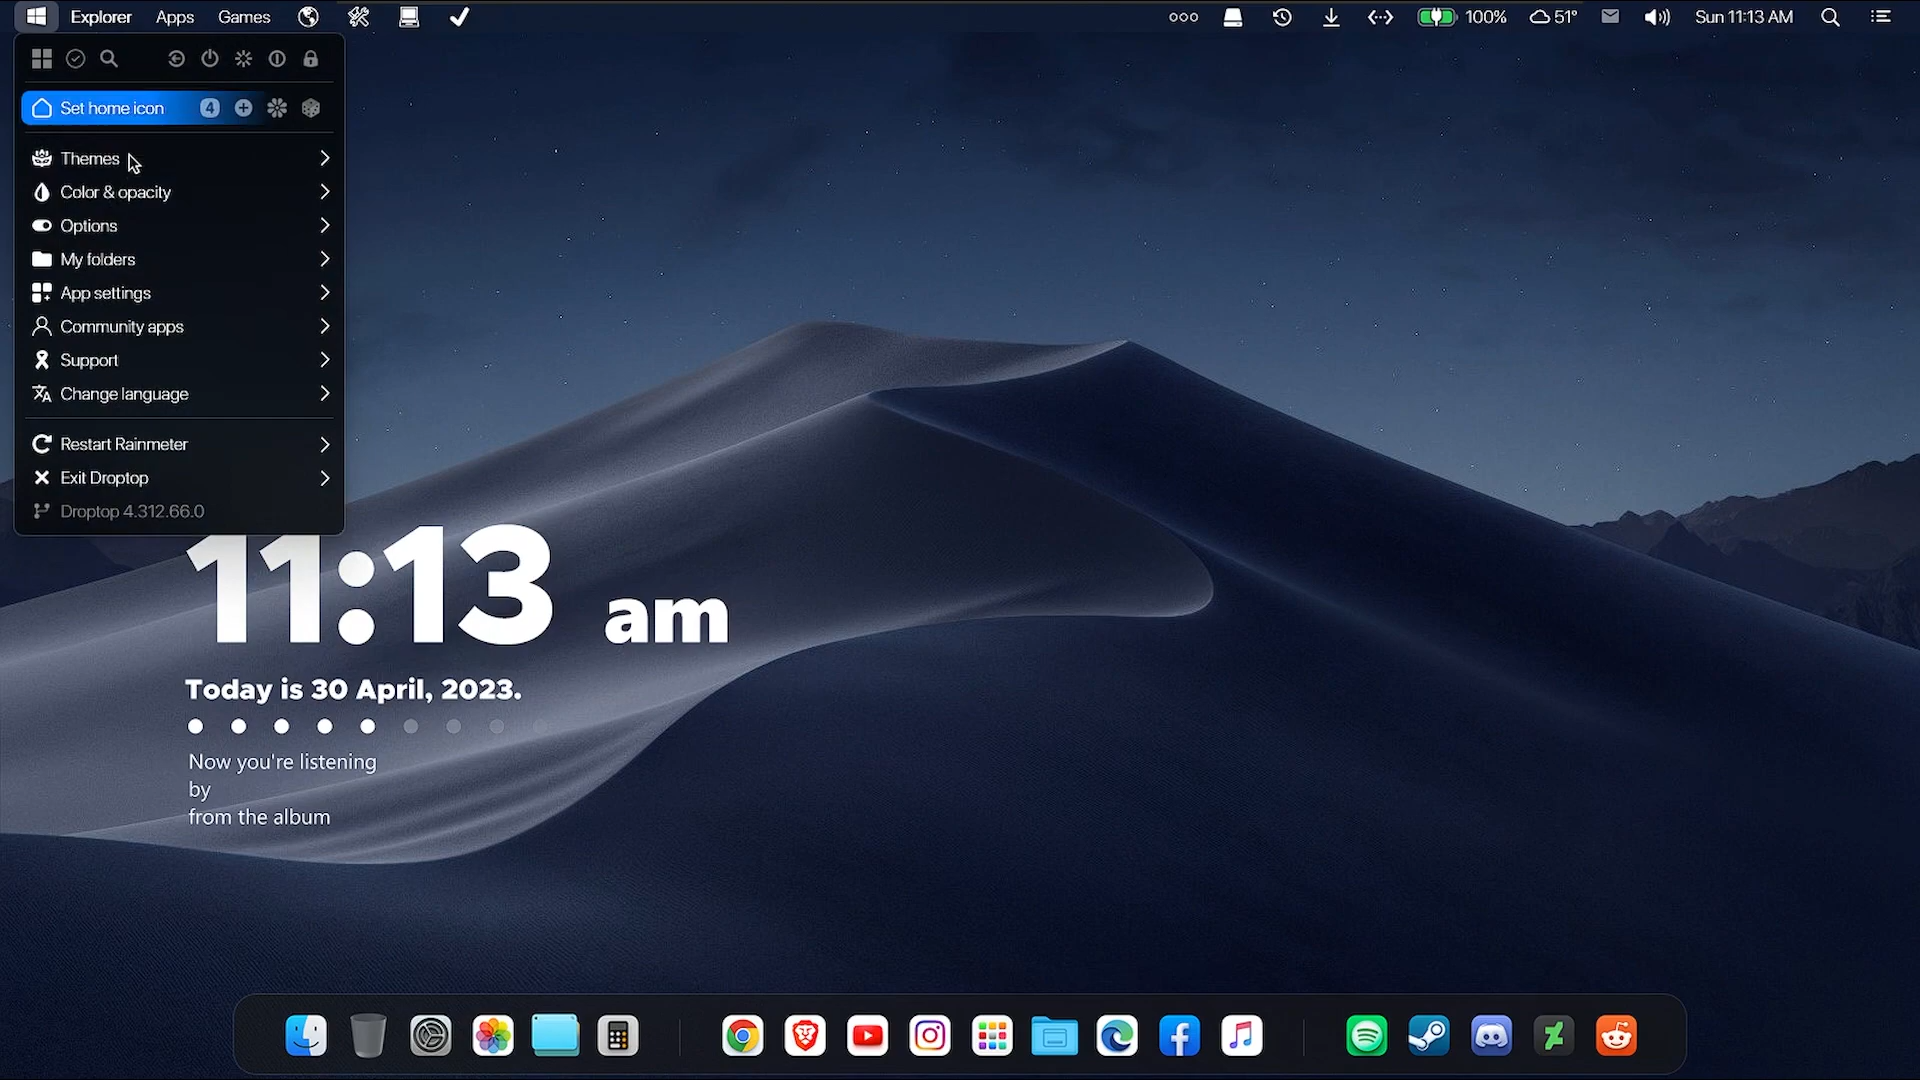 Explorer
Apps
Games
100%
51°
Sun 11:13 AM
Set home icon
4
Themes
Color & opacity
Options
My folders
App settings
Community apps
Support
Change language
Restart Rainmeter
Exit Droptop
Droptop 4.312.66.0
11:13 am
Today is 30 April, 2023.
Now you're listening
by
from the album